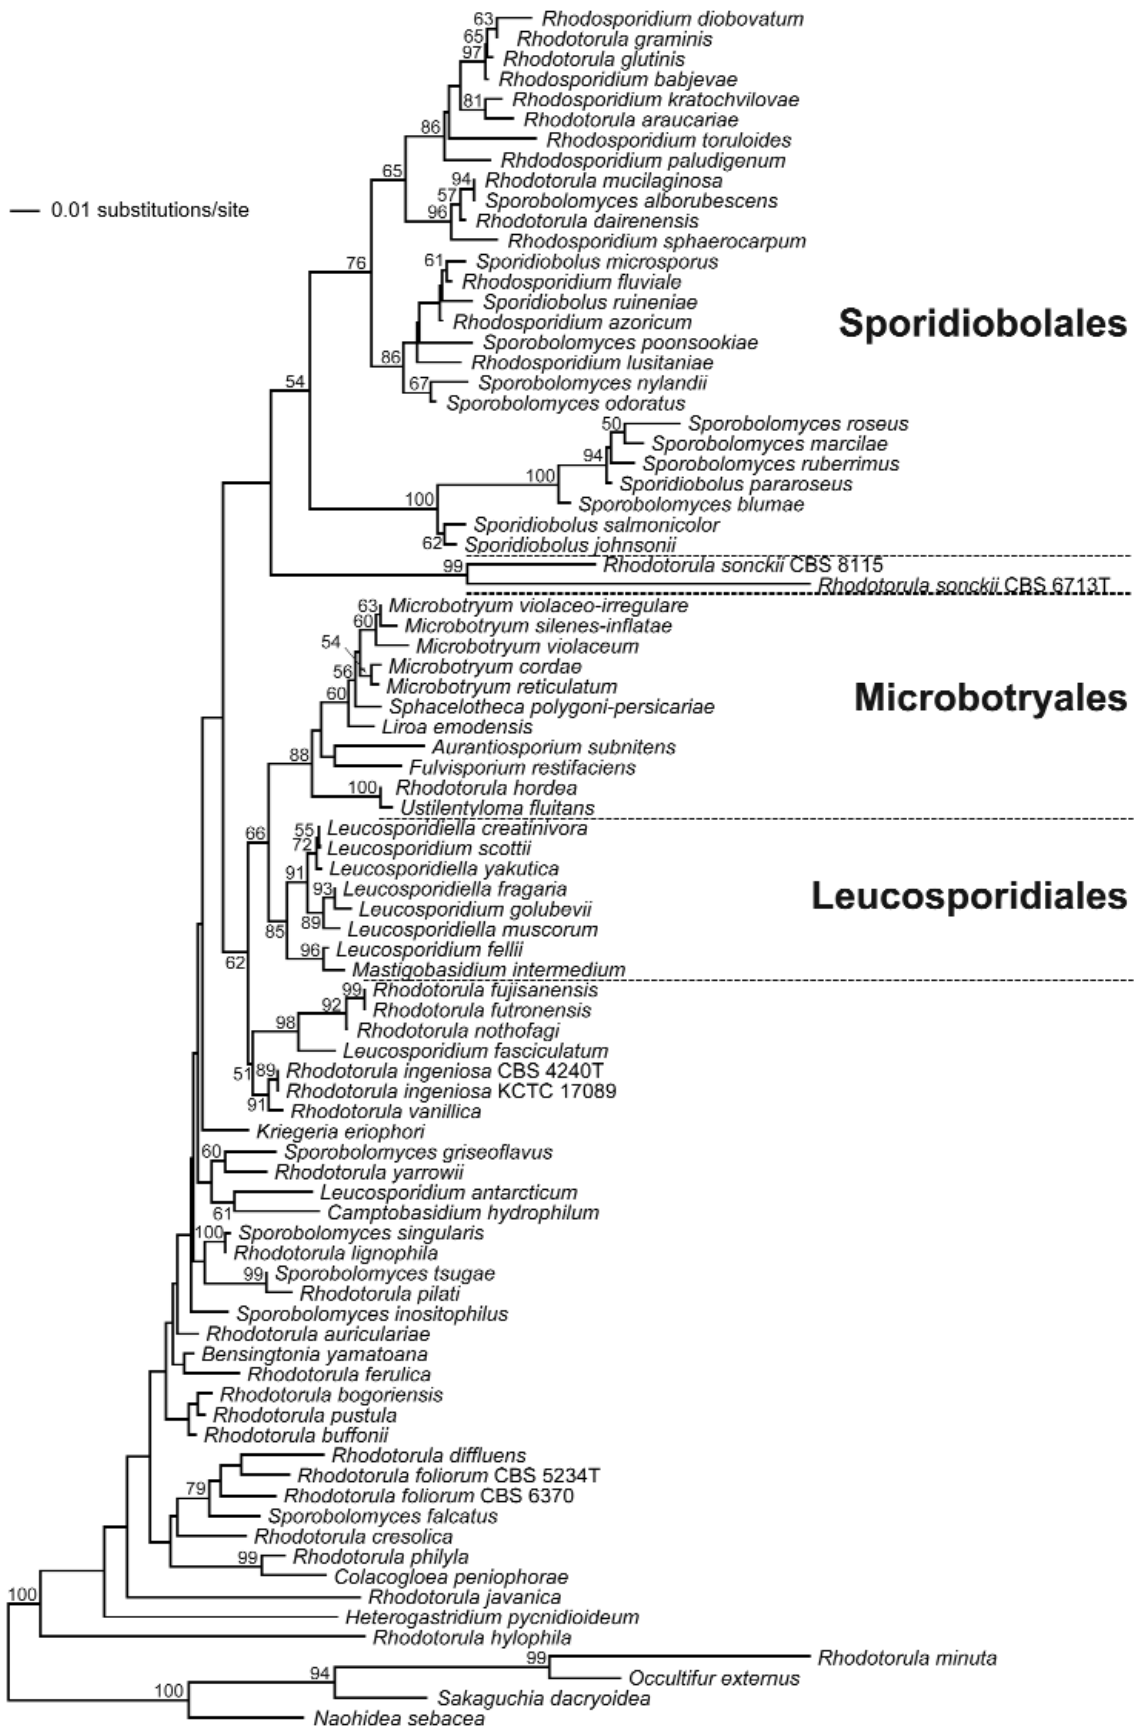 63 Rhodosporidium diobovatum
65 Rhodotorula graminis
97 Rhodotorula glutinis
Rhodosporidium babjevae
81 Rhodosporidium kratochvilovae
Rhodotorula araucariae
86 Rhodosporidium toruloides
Rhdodosporidium paludigenum
65
94 Rhodotorula mucilaginosa
57 Sporobolomyces alborubescens
0.01 substitutions/site
96 Rhodotorula dairenensis
Rhodosporidium sphaerocarpum
76 61 Sporidiobolus microsporus
Rhodosporidium fluviale
Sporidiobolus ruineniae
Rhodosporidium azoricum
Sporidiobolales
Sporobolomyces poonsookiae
86 Rhodosporidium lusitaniae
54 67 Sporobolomyces nylandii
Sporobolomyces odoratus
50 Sporobolomyces roseus
Sporobolomyces marcilae
94 Sporobolomyces ruberrimus
100 Sporidiobolus pararoseus
100 Sporobolomyces blumae
Sporidiobolus salmonicolor
62 Sporidiobolus johnsonii
99 Rhodotorula sonckii CBS 8115
Rhodotorula sonckii CBS 6713T
63 Microbotryum violaceo-irregulare
60 Microbotryum silenes-inflatae
54 Microbotryum violaceum
56 Microbotryum cordae
Microbotryum reticulatum
Microbotryales
60 Sphacelotheca polygoni-persicariae
Liroa emodensis
88 Aurantiosporium subnitens
Fulvisporium restifaciens
100 Rhodotorula hordea
Ustilentyloma fluitans
66 55 Leucosporidiella creatinivora
72 Leucosporidium scottii
91 Leucosporidiella yakutica
93 Leucosporidiella fragaria
Leucosporidiales
Leucosporidium golubevii
85 89 Leucosporidiella muscorum
96 Leucosporidium fellii
62 Mastigobasidium intermedium
99 Rhodotorula fujisanensis
92 Rhodotorula futronensis
98 Rhodotorula nothofagi
Leucosporidium fasciculatum
51 89 Rhodotorula ingeniosa CBS 4240T
Rhodotorula ingeniosa KCTC 17089
91 Rhodotorula vanillica
Kriegeria eriophori
60 Sporobolomyces griseoflavus
Rhodotorula yarrowii
Leucosporidium antarcticum
61 Camptobasidium hydrophilum
100 Sporobolomyces singularis
Rhodotorula lignophila
99 Sporobolomyces tsugae
Rhodotorula pilati
Sporobolomyces inositophilus
Rhodotorula auriculariae
Bensingtonia yamatoana
Rhodotorula ferulica
Rhodotorula bogoriensis
Rhodotorula pustula
Rhodotorula buffonii
Rhodotorula diffluens
Rhodotorula foliorum CBS 5234T
79 Rhodotorula foliorum CBS 6370
Sporobolomyces falcatus
Rhodotorula cresolica
99 Rhodotorula philyla
Colacogloea peniophorae
100 Rhodotorula javanica
Heterogastridium pycnidioideum
Rhodotorula hylophila
99 Rhodotorula minuta
94 Occultifur externus
100 Sakaguchia dacryoidea
Naohidea sebacea